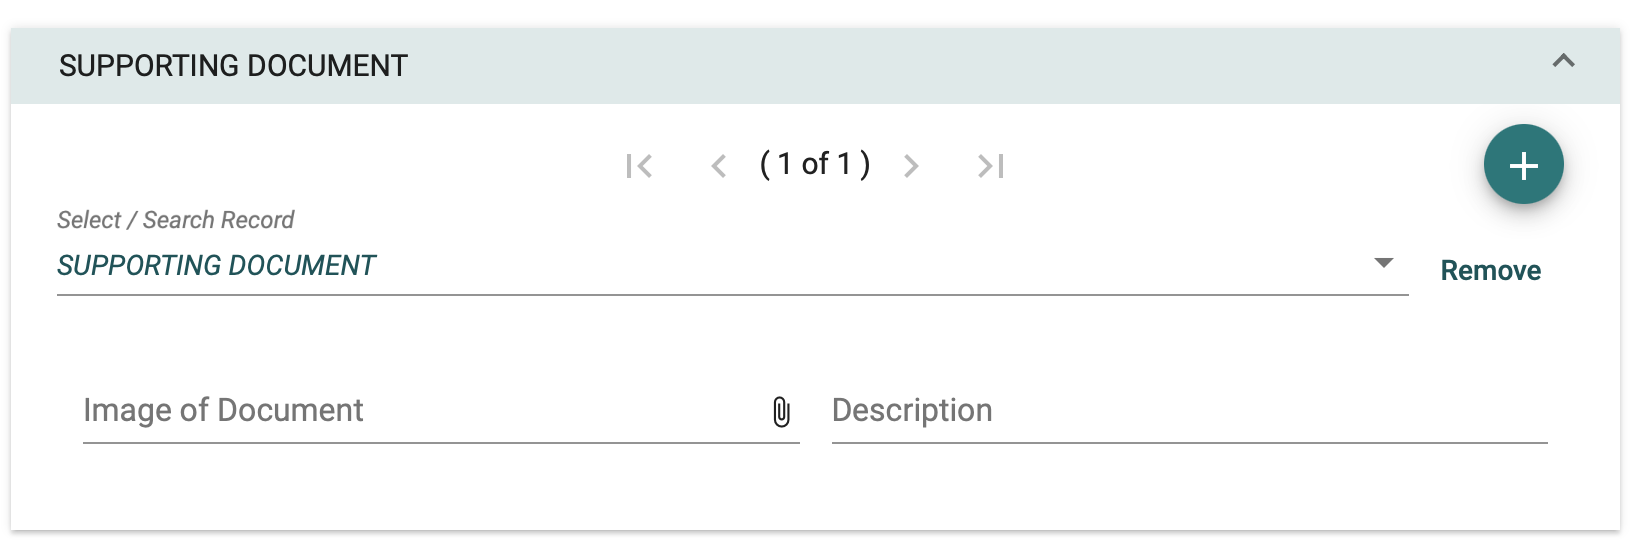 SUPPORTING DOCUMENT
( 1 of 1 )
Select / Search Record
SUPPORTING DOCUMENT
Remove
Image of Document
Description